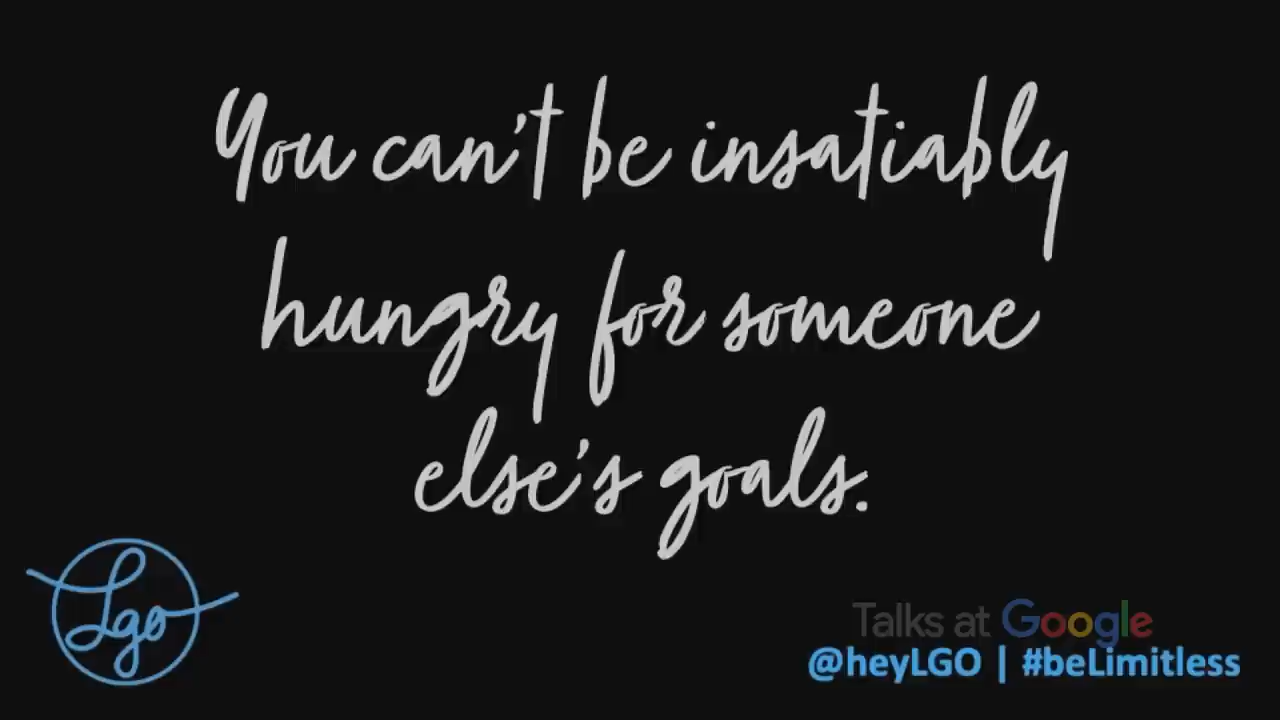 You can't be insatiably
hungry for someone
else's goals.
Lgo
Talks at Google
@heyLGO | #beLimitless